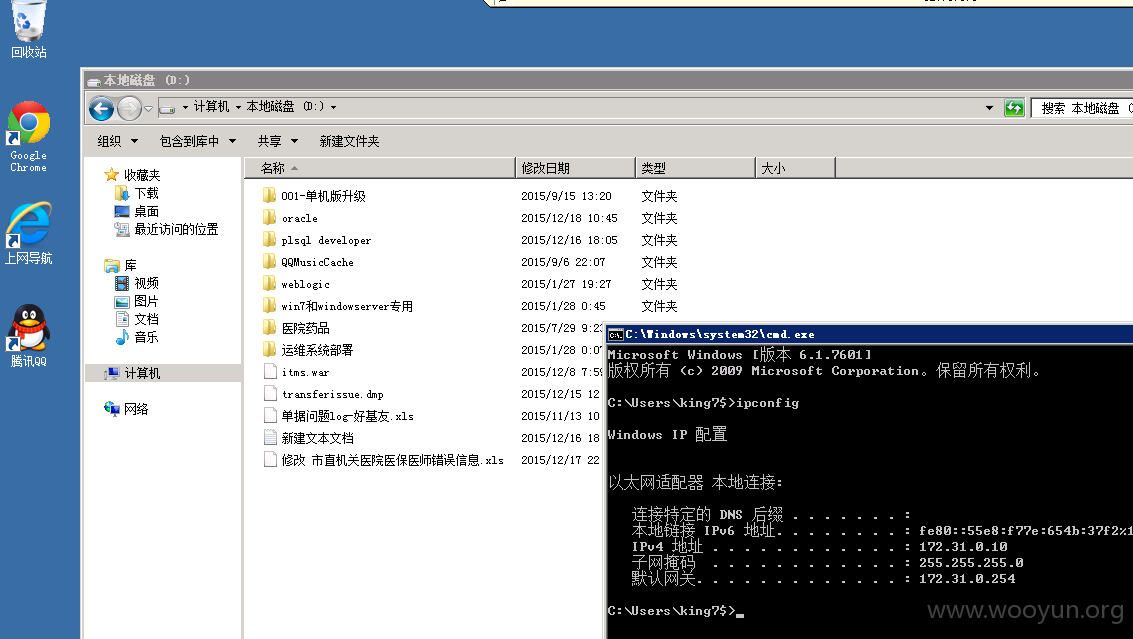 回收站
Google
Chrome
上网导航
腾讯QQ
本地磁盘 (D:)
计算机 本地磁盘 (D:)
搜索 本地磁盘
组织 包含到库中 共享 新建文件夹
收藏夹
下载
桌面
最近访问的位置
库
视频
图片
文档
音乐
计算机
网络
名称 修改日期 类型 大小
001-单机版升级 2015/9/15 13:20 文件夹
oracle 2015/12/18 10:45 文件夹
plsql developer 2015/12/16 18:05 文件夹
QQMusicCache 2015/9/6 22:07 文件夹
weblogic 2015/1/27 19:27 文件夹
win7和windowserver专用 2015/1/28 0:45 文件夹
医院药品 2015/7/29 9:23
运维系统部署 2015/1/28 0:07
itms.war 2015/12/8 7:59
transferissue.dmp 2015/12/15 12
单据问题log-好基友.xls 2015/11/13 10
新建文本文档 2015/12/16 18
修改 市直机关医院医保医师错误信息.xls 2015/12/17 22
C:\Windows\system32\cmd.exe
Microsoft Windows [版本 6.1.7601]
版权所有 (c) 2009 Microsoft Corporation。保留所有权利。
C:\Users\king7$>ipconfig
Windows IP 配置
以太网适配器 本地连接:
连接特定的 DNS 后缀 . . . . . . . :
本地链接 IPv6 地址. . . . . . . . : fe80::55e8:f77e:654b:37f2%1
IPv4 地址 . . . . . . . . . . . . : 172.31.0.10
子网掩码 . . . . . . . . . . . . : 255.255.255.0
默认网关. . . . . . . . . . . . . : 172.31.0.254
C:\Users\king7$>
www.wooyun.org